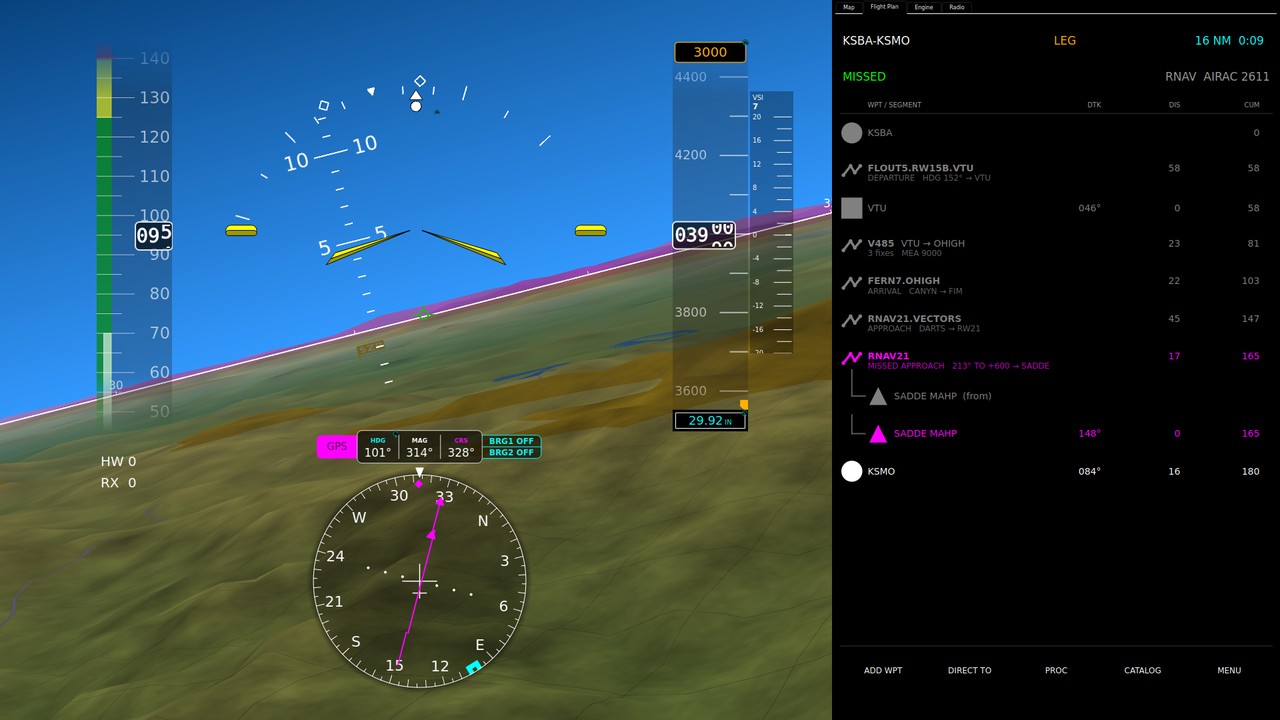 Map Flight Plan Engine Radio
KSBA-KSMO LEG 16 NM 0:09
MISSED RNAV AIRAC 2611
WPT / SEGMENT DTK DIS CUM
KSBA 0
FLOUT5.RW15B.VTU 58 58
DEPARTURE HDG 152° → VTU
VTU 046° 0 58
V485 VTU → OHIGH 23 81
3 fixes MEA 9000
FERN7.OHIGH 22 103
ARRIVAL CANYN → FIM
RNAV21.VECTORS 45 147
APPROACH DARTS → RW21
RNAV21 17 165
MISSED APPROACH 213° TO +600 → SADDE
SADDE MAHP (from)
SADDE MAHP 148° 0 165
KSMO 084° 16 180
ADD WPT DIRECT TO PROC CATALOG MENU
140
130
120
110
100
095
90
80
70
60
50
30
HW 0
RX 0
10 10
5 5
3000
4400
4200
039 00
3800
3600
29.92 IN
VSI
7
20
16
12
8
4
0
-4
-8
-12
-16
-20
GPS
HDG
101°
MAG
314°
CRS
328°
BRG1 OFF
BRG2 OFF
30 33
W N
24 3
21 6
S E
15 12